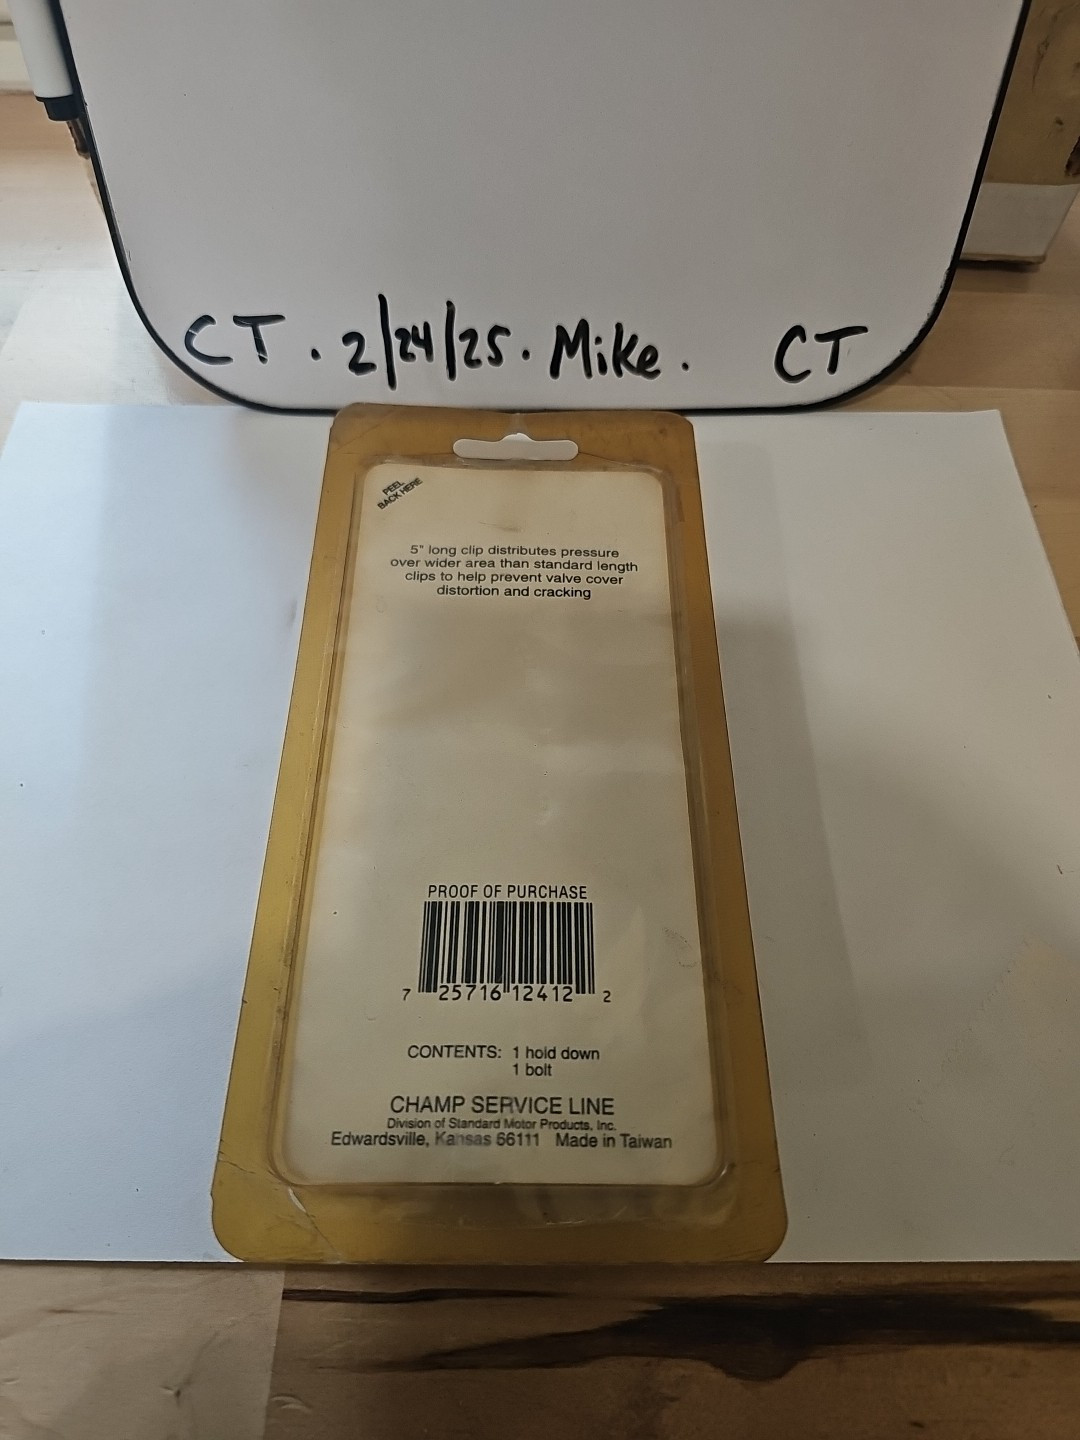 CT . 2/24/25 . Mike . CT
PEEL
BACK HERE
5" long clip distributes pressure
over wider area than standard length
clips to help prevent valve cover
distortion and cracking
PROOF OF PURCHASE
7 25716 12412 2
CONTENTS: 1 hold down
1 bolt
CHAMP SERVICE LINE
Division of Standard Motor Products, Inc.
Edwardsville, Kansas 66111 Made in Taiwan